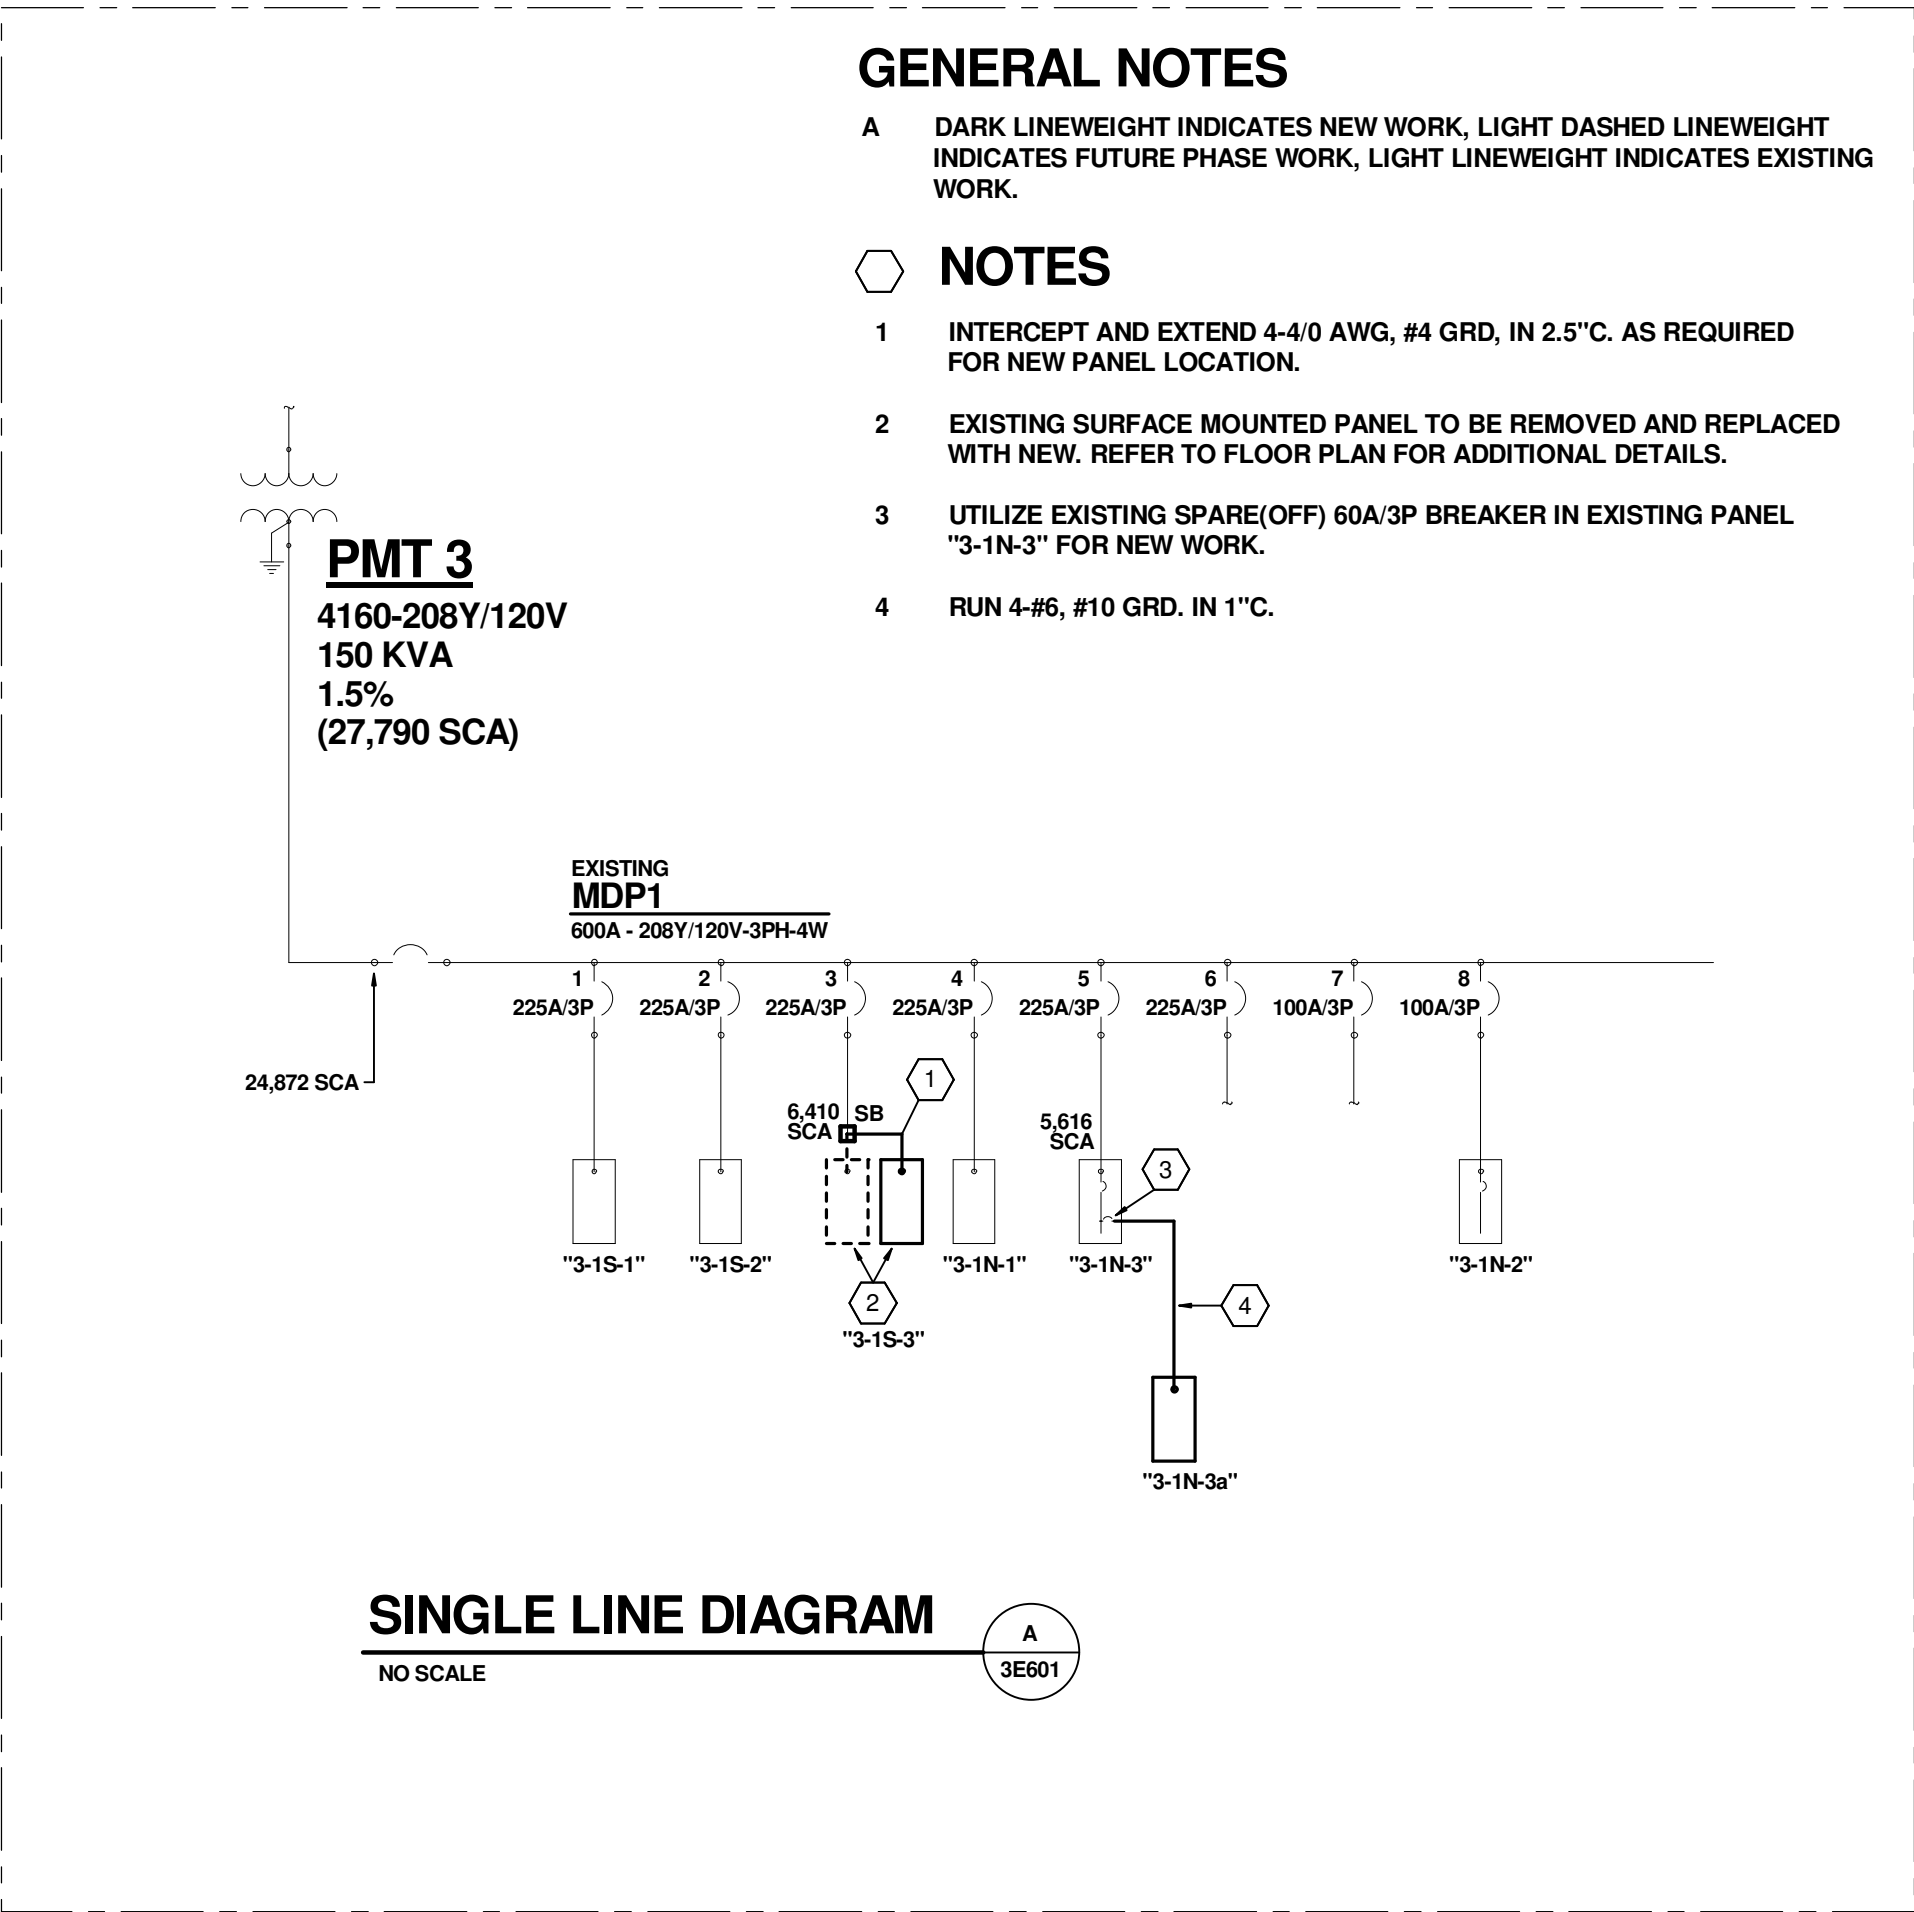 GENERAL NOTES
A DARK LINEWEIGHT INDICATES NEW WORK, LIGHT DASHED LINEWEIGHT
INDICATES FUTURE PHASE WORK, LIGHT LINEWEIGHT INDICATES EXISTING
WORK.
NOTES
1 INTERCEPT AND EXTEND 4-4/0 AWG, #4 GRD, IN 2.5"C. AS REQUIRED
FOR NEW PANEL LOCATION.
2 EXISTING SURFACE MOUNTED PANEL TO BE REMOVED AND REPLACED
WITH NEW. REFER TO FLOOR PLAN FOR ADDITIONAL DETAILS.
3 UTILIZE EXISTING SPARE(OFF) 60A/3P BREAKER IN EXISTING PANEL
"3-1N-3" FOR NEW WORK.
4 RUN 4-#6, #10 GRD. IN 1"C.
PMT 3
4160-208Y/120V
150 KVA
1.5%
(27,790 SCA)
EXISTING
MDP1
600A - 208Y/120V-3PH-4W
1 2 3 4 5 6 7 8
225A/3P 225A/3P 225A/3P 225A/3P 225A/3P 225A/3P 100A/3P 100A/3P
24,872 SCA
1
6,410 SB
SCA
5,616
SCA
3
"3-1S-1" "3-1S-2" "3-1N-1" "3-1N-3" "3-1N-2"
2
4
"3-1S-3"
"3-1N-3a"
SINGLE LINE DIAGRAM
NO SCALE
A
3E601